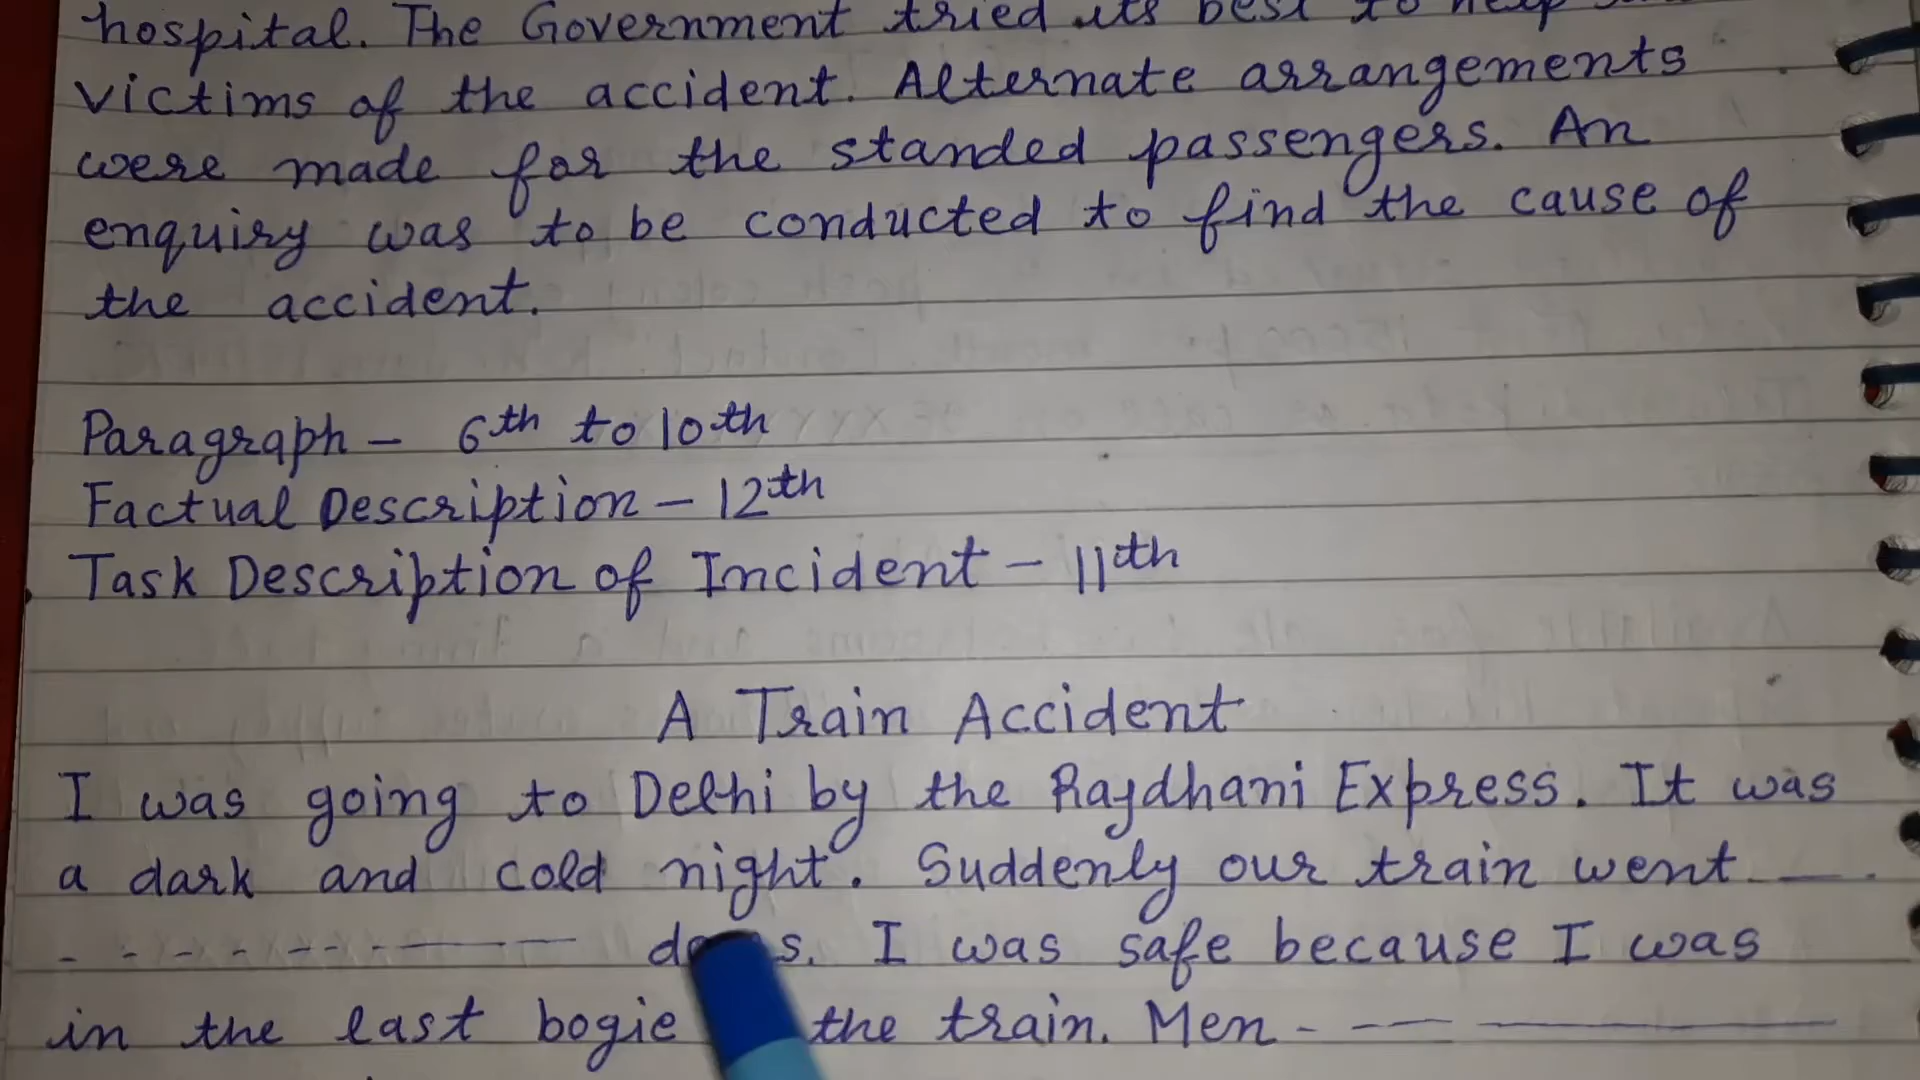 hospital. The Government tried its best to help
victims of the accident. Alternate arrangements
were made for the standed passengers. An
enquiry was to be conducted to find the cause of
the accident.
Paragraph - 6th to 10th
Factual Description - 12th
Task Description of Incident - 11th
A Train Accident
I was going to Delhi by the Rajdhani Express. It was
a dark and cold night. Suddenly our train went
I was safe because I was
in the last bogie the train. Men